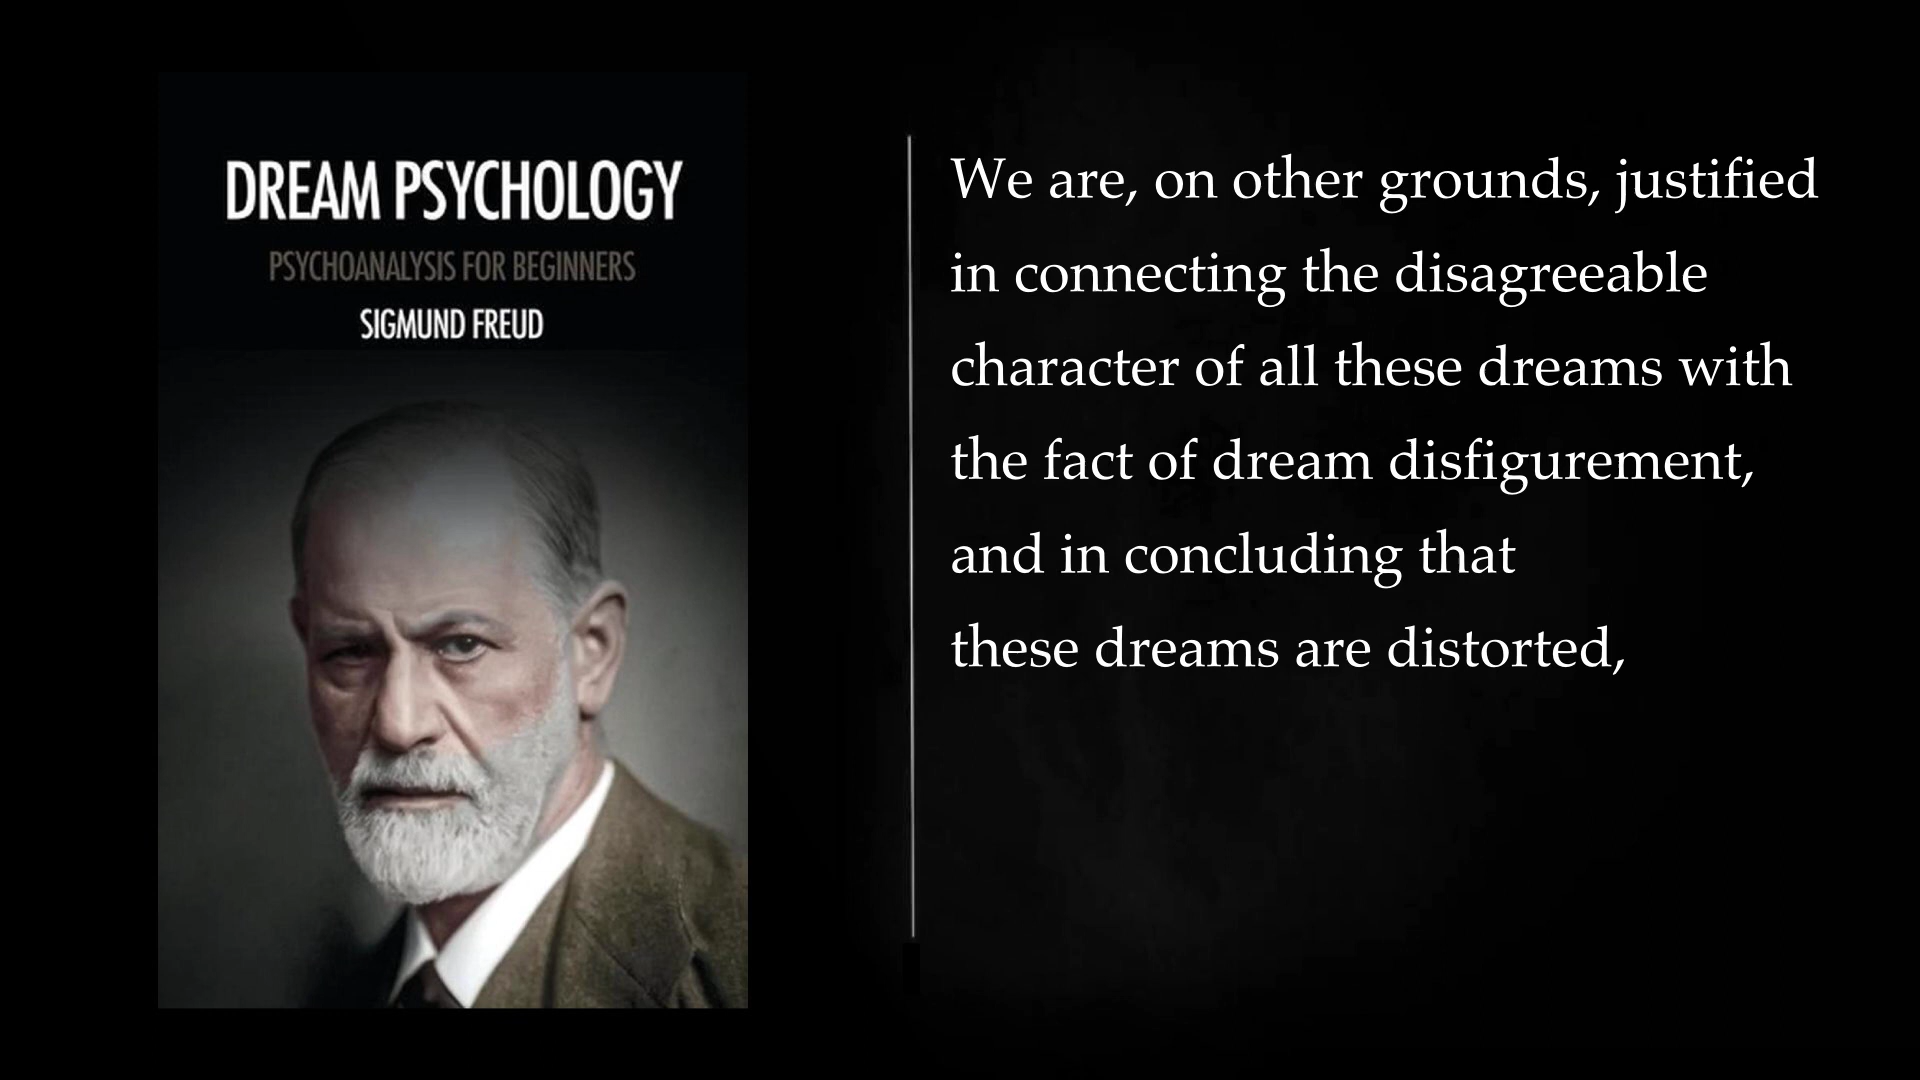 DREAM PSYCHOLOGY
PSYCHOANALYSIS FOR BEGINNERS
SIGMUND FREUD
We are, on other grounds, justified
in connecting the disagreeable
character of all these dreams with
the fact of dream disfigurement,
and in concluding that
these dreams are distorted,